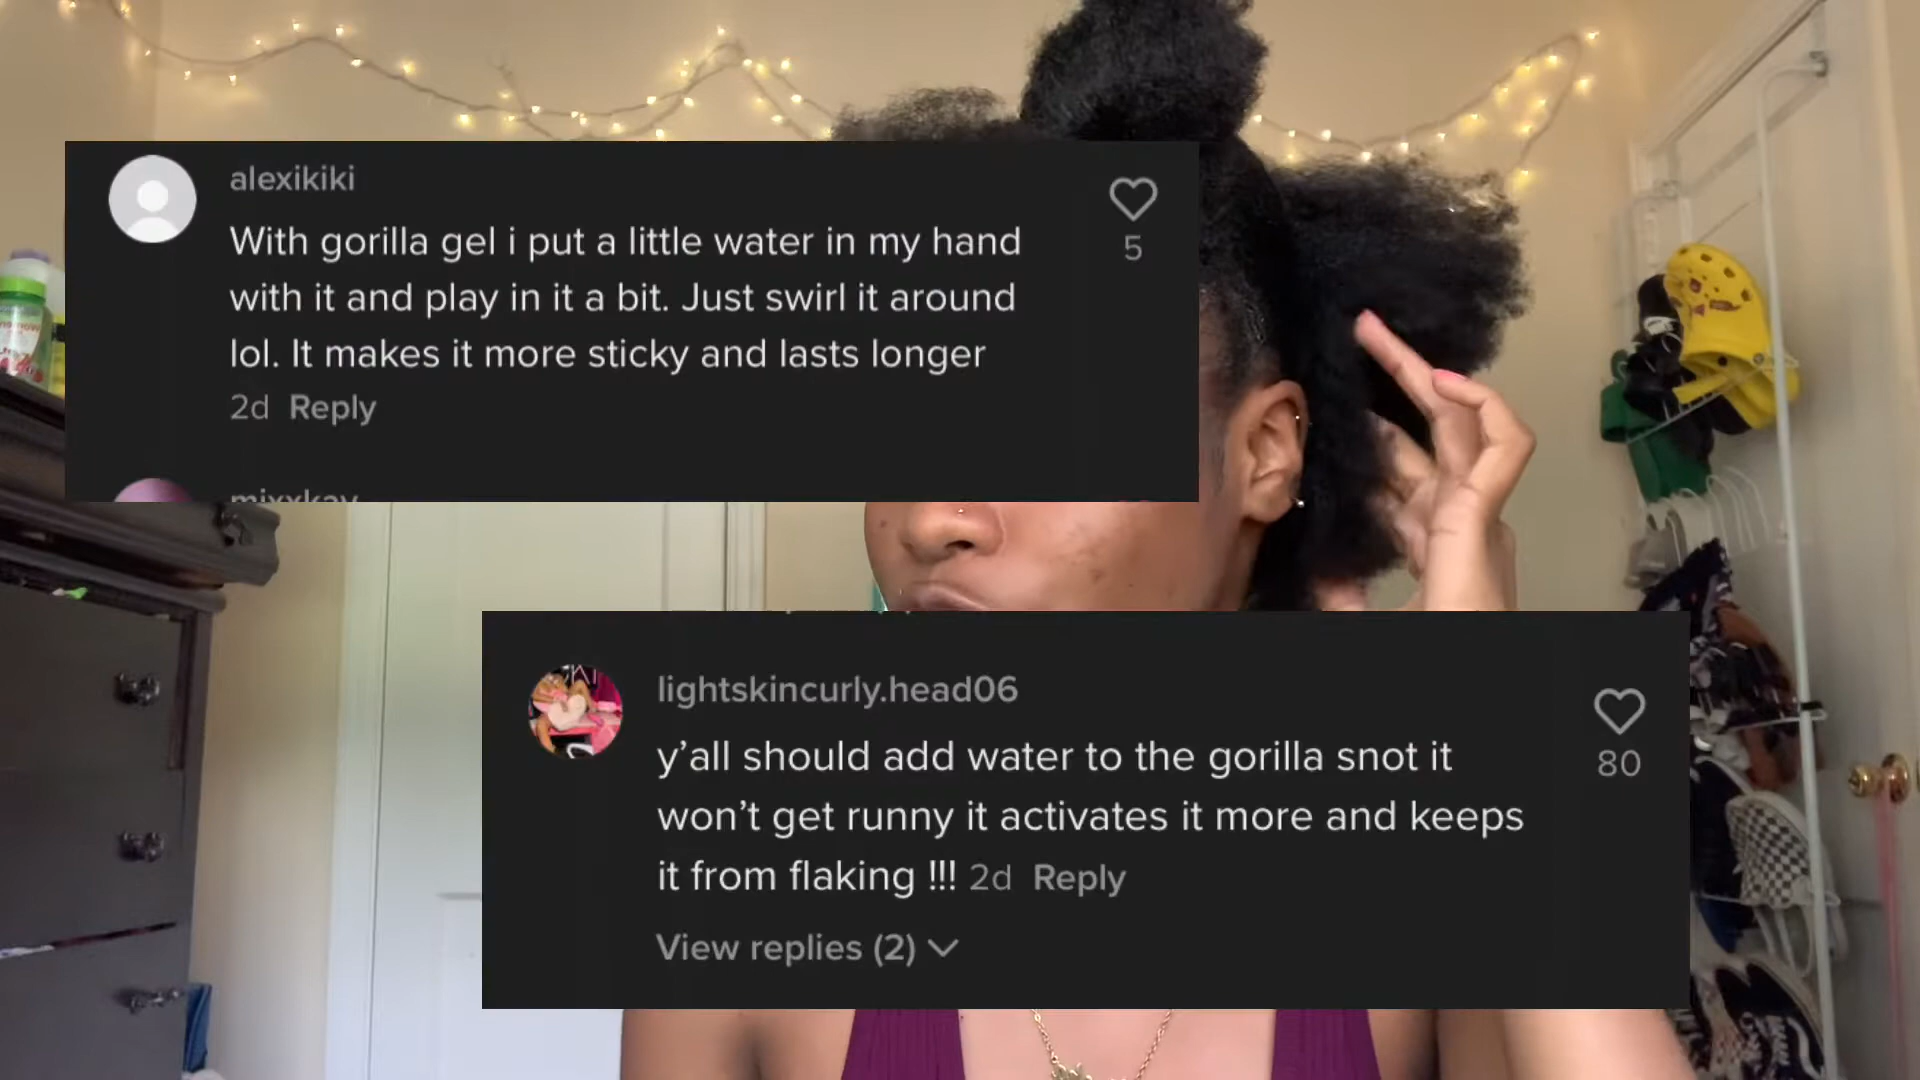 alexikiki
With gorilla gel i put a little water in my hand
with it and play in it a bit. Just swirl it around
lol. It makes it more sticky and lasts longer
2d Reply
5
mixxkay
lightskincurly.head06
y’all should add water to the gorilla snot it
won’t get runny it activates it more and keeps
it from flaking !!! 2d Reply
80
View replies (2)